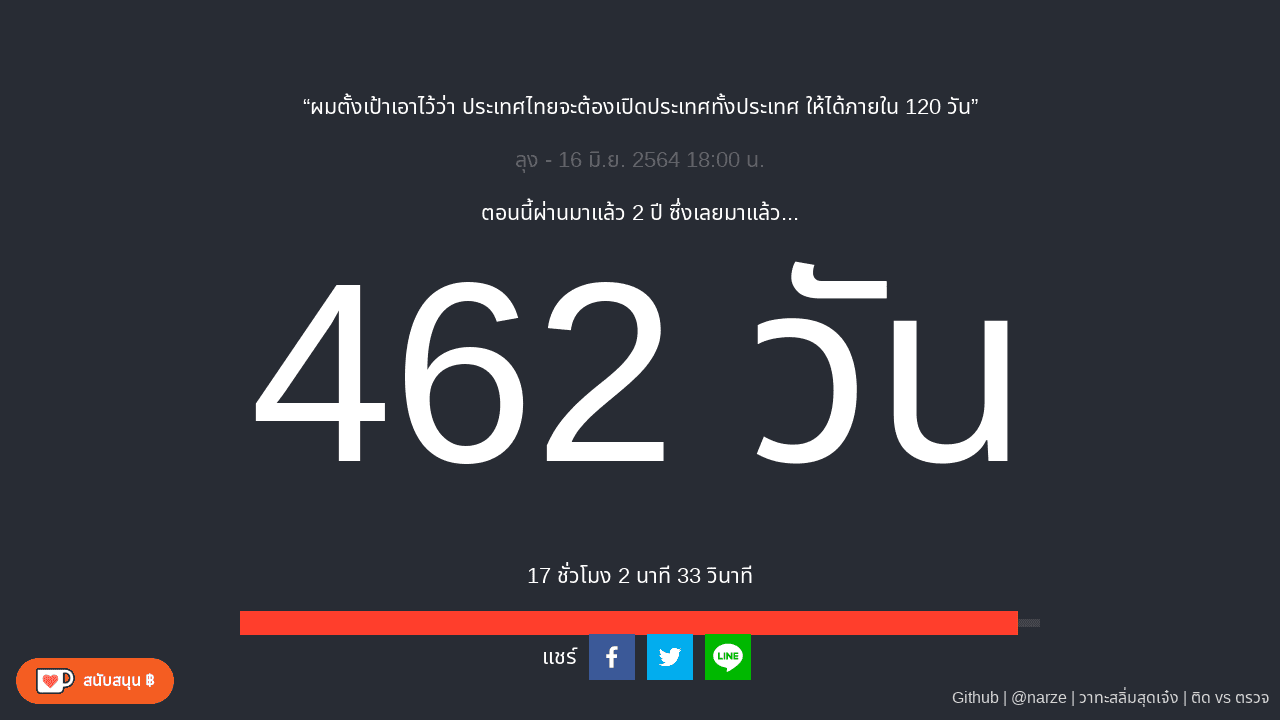 “ผมตั้งเป้าเอาไว้ว่า ประเทศไทยจะต้องเปิดประเทศทั้งประเทศ ให้ได้ภายใน 120 วัน”
ลุง - 16 มิ.ย. 2564 18:00 น.
ตอนนี้ผ่านมาแล้ว 2 ปี ซึ่งเลยมาแล้ว...
462 วัน
17 ชั่วโมง 2 นาที 33 วินาที
แชร์
LINE
สนับสนุน ฿
Github | @narze | วาทะสลิ่มสุดเจ๋ง | ติด vs ตรวจ